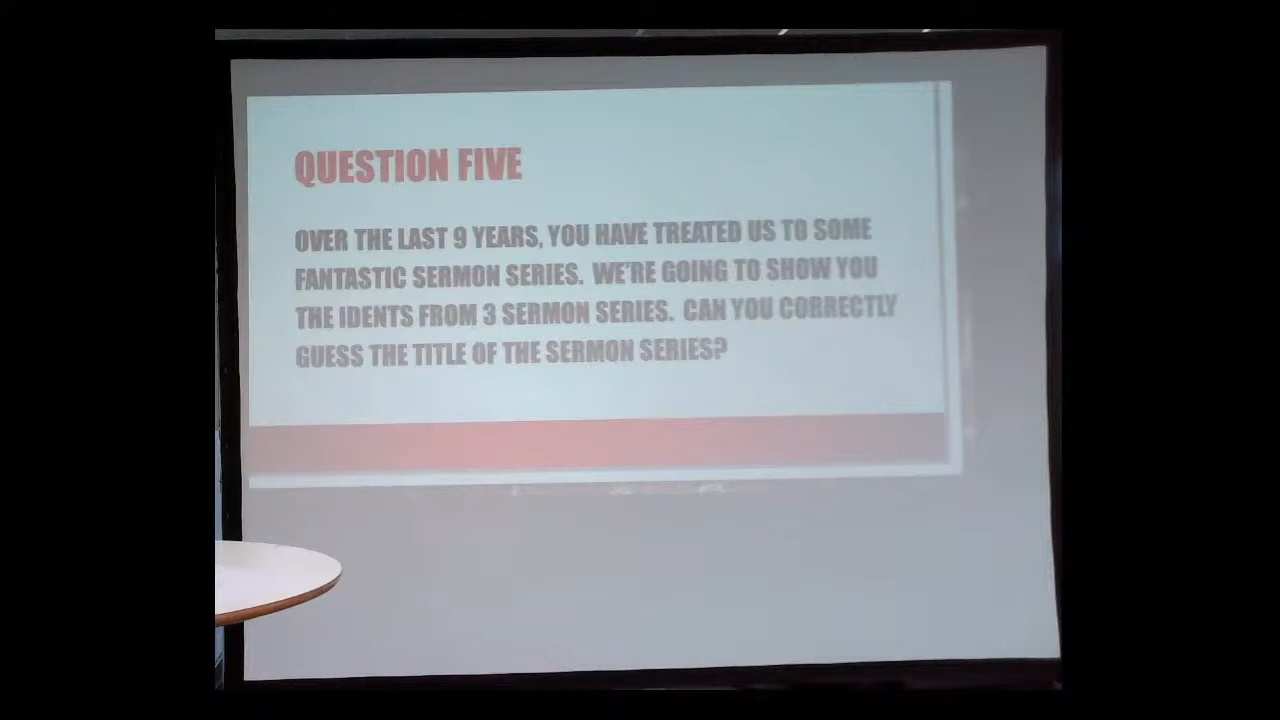 QUESTION FIVE
OVER THE LAST 9 YEARS, YOU HAVE TREATED US TO SOME
FANTASTIC SERMON SERIES. WE'RE GOING TO SHOW YOU
THE IDENTS FROM 3 SERMON SERIES. CAN YOU CORRECTLY
GUESS THE TITLE OF THE SERMON SERIES?